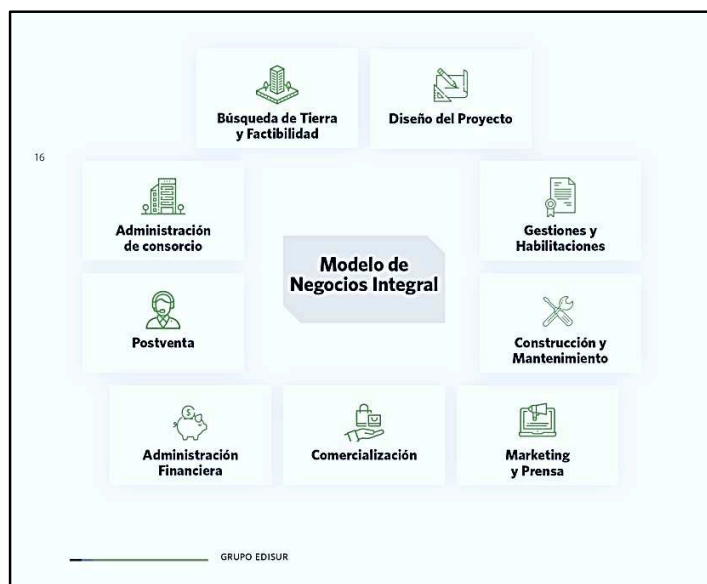 Búsqueda de Tierra
y Factibilidad
Diseño del Proyecto
16
Administración
de consorcio
Gestiones y
Habilitaciones
Modelo de
Negocios Integral
Postventa
Construcción y
Mantenimiento
Administración
Financiera
Comercialización
Marketing
y Prensa
GRUPO EDISUR